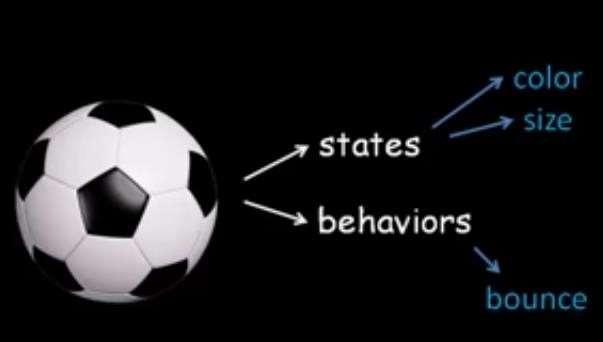 color
size
states
behaviors
bounce